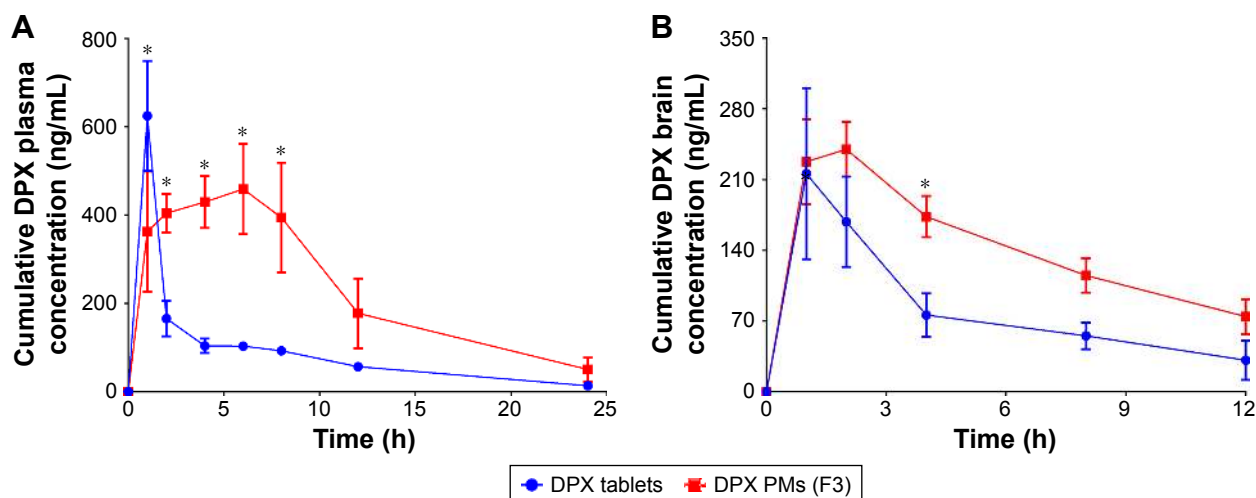 A
Cumulative DPX plasma
concentration (ng/mL)
800
600
400
200
0
*
*
*
*
*
0
5
10
15
20
25
Time (h)
B
Cumulative DPX brain
concentration (ng/mL)
350
280
210
140
70
0
*
*
0
3
6
9
12
Time (h)
DPX tablets
DPX PMs (F3)